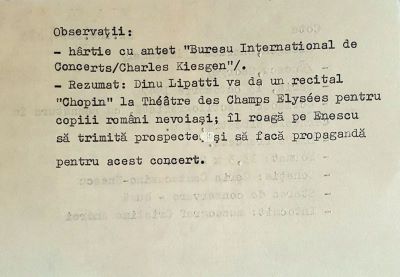 Observații:
- hârtie cu antet "Bureau International de
Concerts/Charles Kiesgen"/.
- Rezumat: Dinu Lipatti va da un recital
"Chopin" la Théâtre des Champs Elysées pentru
copiii români nevoiași; îl roagă pe Enescu
să trimită prospecte, și să facă propagandă
pentru acest concert.